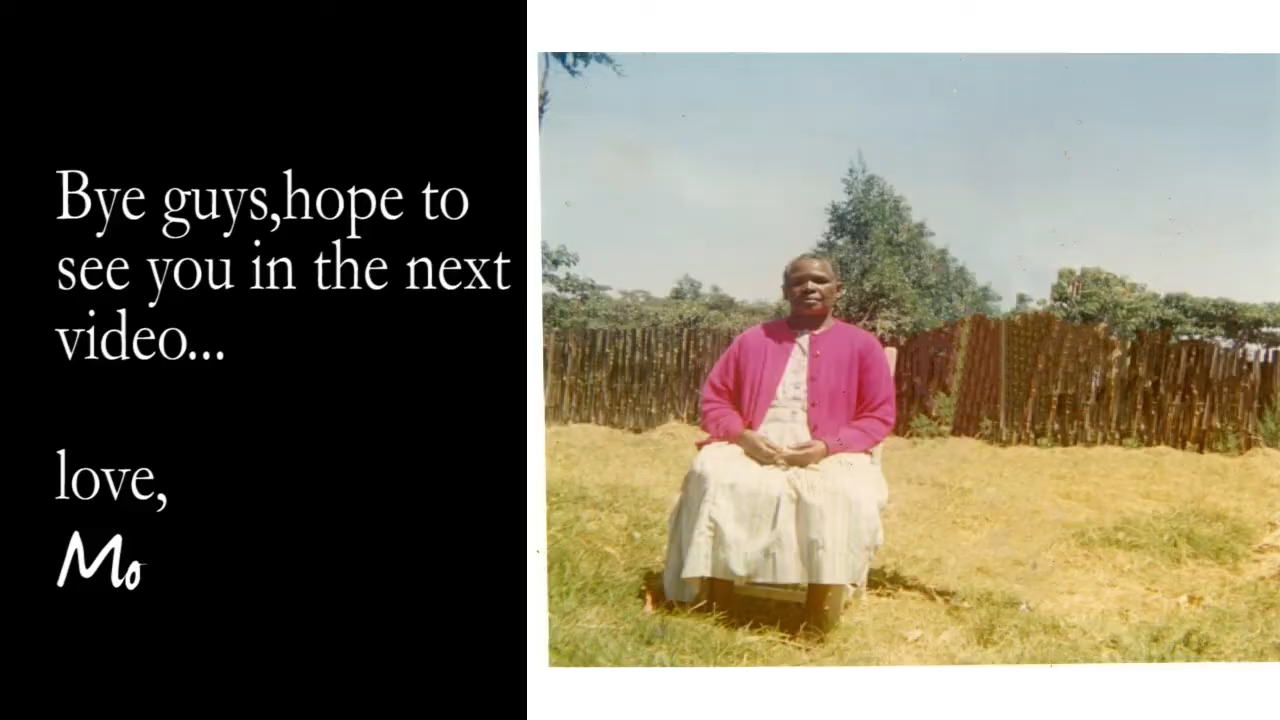 Bye guys,hope to
see you in the next
video...
love,
Mo